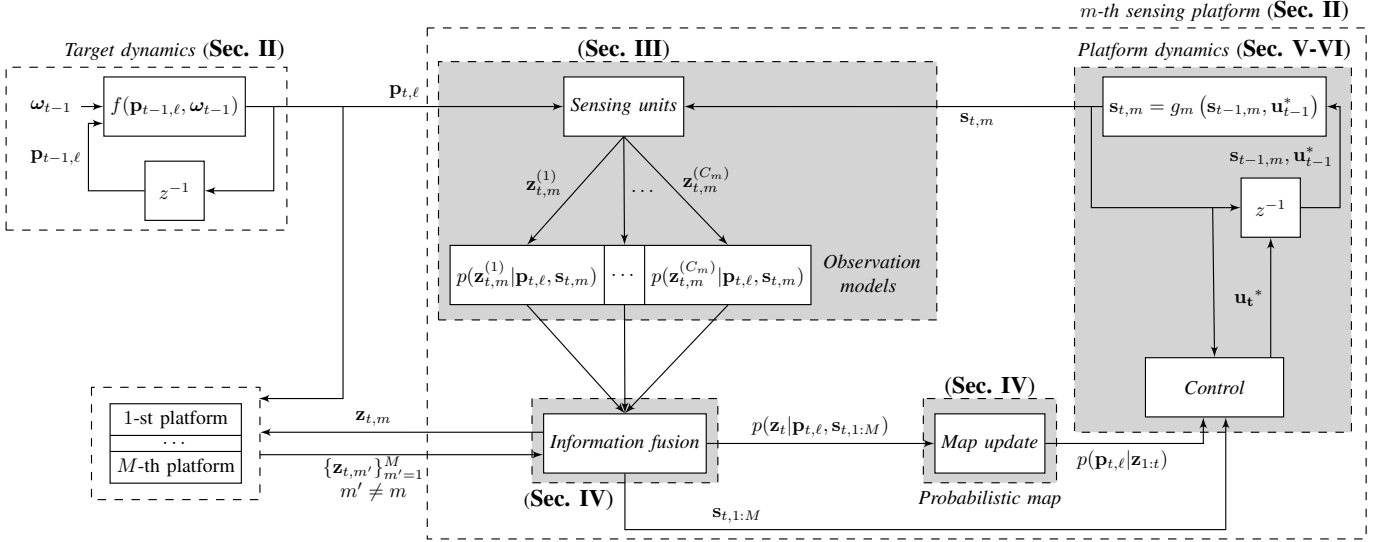 m-th sensing platform (Sec. II)
Target dynamics (Sec. II)
(Sec. III)
Platform dynamics (Sec. V-VI)
ω_{t-1}
f(p_{t-1,ℓ}, ω_{t-1})
p_{t,ℓ}
Sensing units
s_{t,m}
s_{t,m} = g_m (s_{t-1,m}, u*_{t-1})
p_{t-1,ℓ}
z^{-1}
z_{t,m}^{(1)}
...
z_{t,m}^{(C_m)}
s_{t-1,m}, u*_{t-1}
z^{-1}
p(z_{t,m}^{(1)}|p_{t,ℓ}, s_{t,m})
...
p(z_{t,m}^{(C_m)}|p_{t,ℓ}, s_{t,m})
Observation
models
u_t*
Control
(Sec. IV)
1-st platform
...
M-th platform
z_{t,m}
{z_{t,m'}}_{m'=1}^{M}
m' ≠ m
Information fusion
(Sec. IV)
p(z_t|p_{t,ℓ}, s_{t,1:M})
Map update
Probabilistic map
p(p_{t,ℓ}|z_{1:t})
s_{t,1:M}